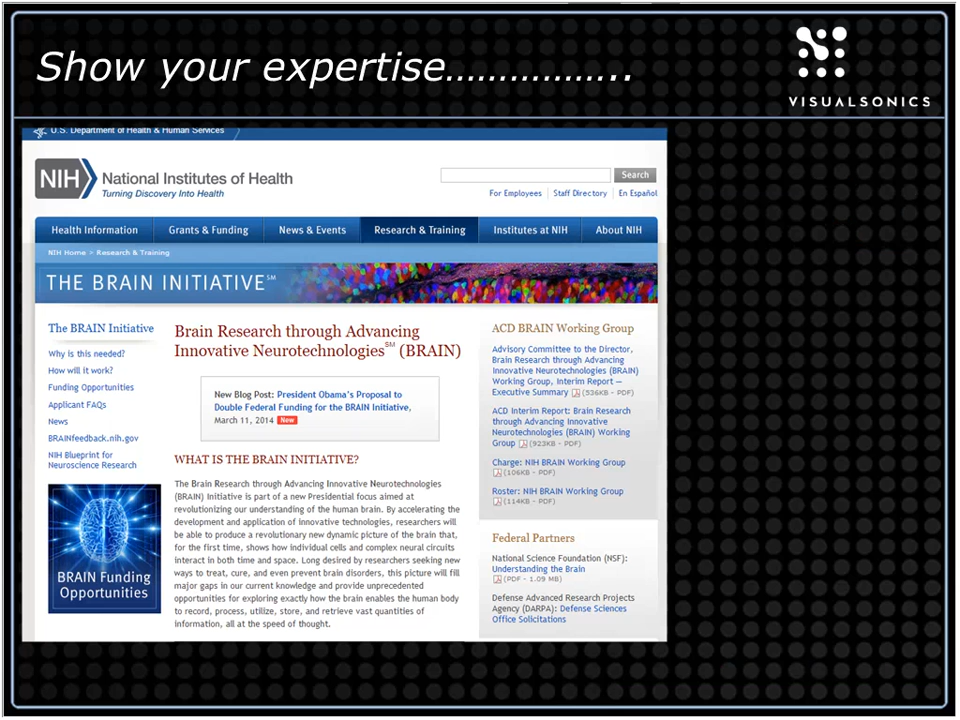 Show your expertise……………..
VISUALSONICS
U.S. Department of Health & Human Services
NIH National Institutes of Health
Turning Discovery Into Health
Search
For Employees Staff Directory En Español
Health Information Grants & Funding News & Events Research & Training Institutes at NIH About NIH
NIH Home > Research & Training
THE BRAIN INITIATIVE℠
The BRAIN Initiative
Why is this needed?
How will it work?
Funding Opportunities
Applicant FAQs
News
BRAINfeedback.nih.gov
NIH Blueprint for
Neuroscience Research
BRAIN Funding
Opportunities
Brain Research through Advancing
Innovative Neurotechnologies℠ (BRAIN)
New Blog Post: President Obama's Proposal to
Double Federal Funding for the BRAIN Initiative,
March 11, 2014 New
WHAT IS THE BRAIN INITIATIVE?
The Brain Research through Advancing Innovative Neurotechnologies
(BRAIN) Initiative is part of a new Presidential focus aimed at
revolutionizing our understanding of the human brain. By accelerating the
development and application of innovative technologies, researchers will
be able to produce a revolutionary new dynamic picture of the brain that,
for the first time, shows how individual cells and complex neural circuits
interact in both time and space. Long desired by researchers seeking new
ways to treat, cure, and even prevent brain disorders, this picture will fill
major gaps in our current knowledge and provide unprecedented
opportunities for exploring exactly how the brain enables the human body
to record, process, utilize, store, and retrieve vast quantities of
information, all at the speed of thought.
ACD BRAIN Working Group
Advisory Committee to the Director,
Brain Research through Advancing
Innovative Neurotechnologies (BRAIN)
Working Group, Interim Report —
Executive Summary (536KB - PDF)
ACD Interim Report: Brain Research
through Advancing Innovative
Neurotechnologies (BRAIN) Working
Group (923KB - PDF)
Charge: NIH BRAIN Working Group
(106KB - PDF)
Roster: NIH BRAIN Working Group
(114KB - PDF)
Federal Partners
National Science Foundation (NSF):
Understanding the Brain
(PDF - 1.09 MB)
Defense Advanced Research Projects
Agency (DARPA): Defense Sciences
Office Solicitations